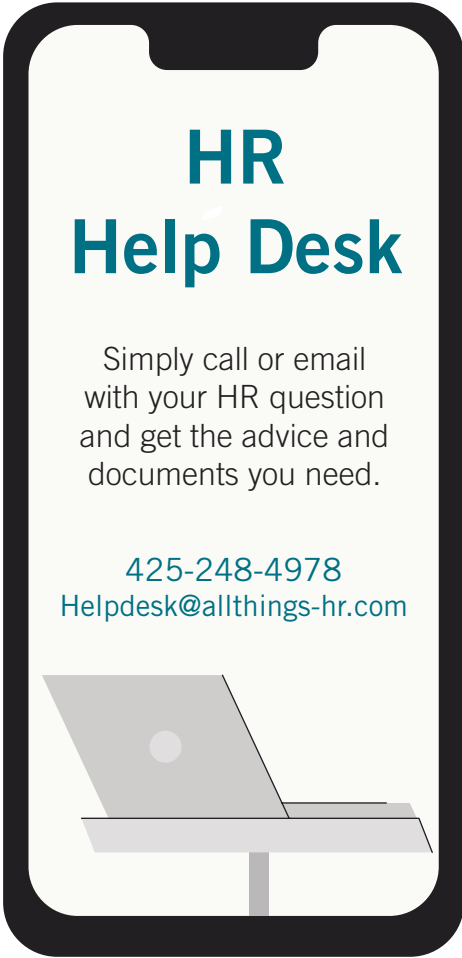 HR
Help Desk
Simply call or email
with your HR question
and get the advice and
documents you need.
425-248-4978
Helpdesk@allthings-hr.com